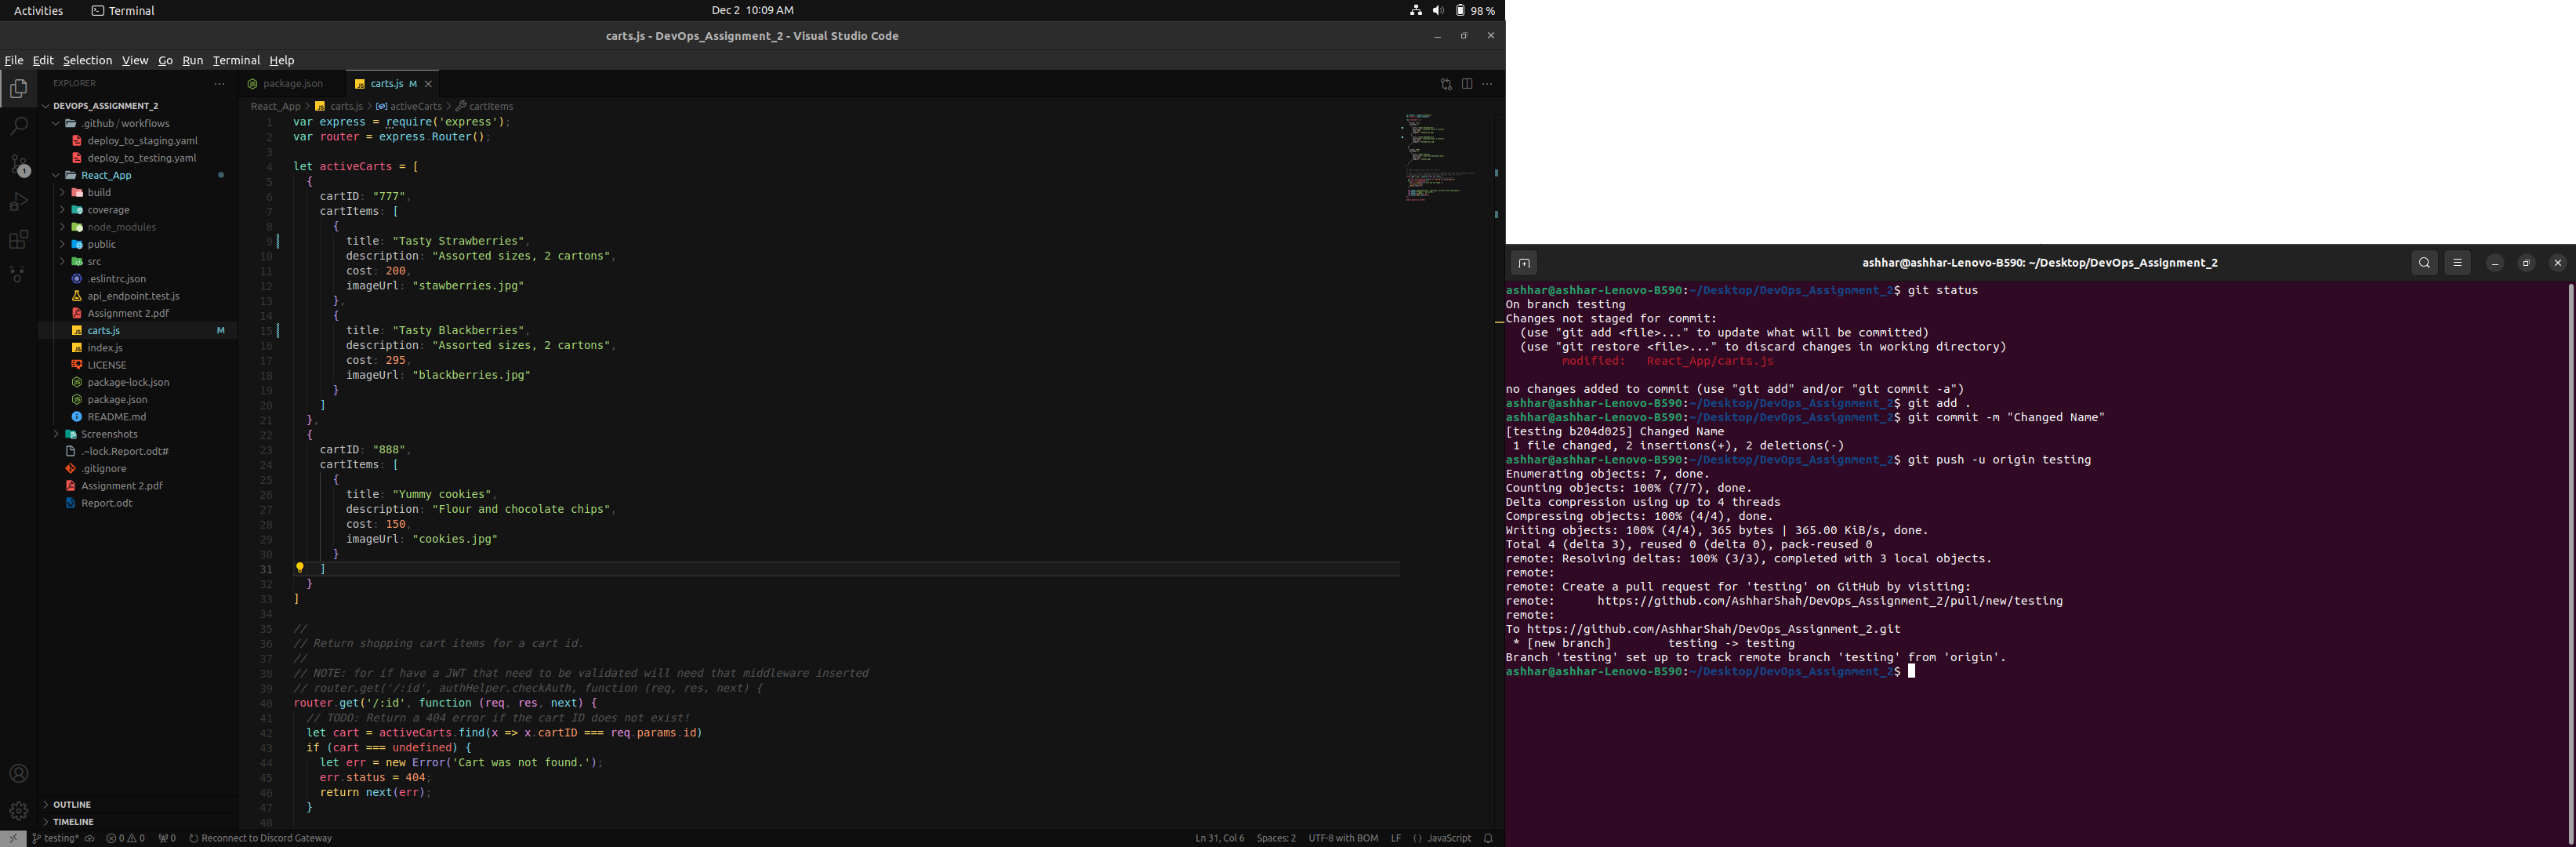 Activities Terminal Dec 2 10:09 AM 98 %
carts.js - DevOps_Assignment_2 - Visual Studio Code
File Edit Selection View Go Run Terminal Help
EXPLORER
DEVOPS_ASSIGNMENT_2
.github/workflows
deploy_to_staging.yaml
deploy_to_testing.yaml
React_App
build
coverage
node_modules
public
src
.eslintrc.json
api_endpoint.test.js
Assignment 2.pdf
carts.js M
index.js
LICENSE
package-lock.json
package.json
README.md
Screenshots
.~lock.Report.odt#
.gitignore
Assignment 2.pdf
Report.odt
OUTLINE
TIMELINE
1
package.json carts.js M
React_App > carts.js > activeCarts > cartItems
1 var express = require('express');
2 var router = express.Router();
3
4 let activeCarts = [
5 {
6 cartID: "777",
7 cartItems: [
8 {
9 title: "Tasty Strawberries",
10 description: "Assorted sizes, 2 cartons",
11 cost: 200,
12 imageUrl: "stawberries.jpg"
13 },
14 {
15 title: "Tasty Blackberries",
16 description: "Assorted sizes, 2 cartons",
17 cost: 295,
18 imageUrl: "blackberries.jpg"
19 }
20 ]
21 },
22 {
23 cartID: "888",
24 cartItems: [
25 {
26 title: "Yummy cookies",
27 description: "Flour and chocolate chips",
28 cost: 150,
29 imageUrl: "cookies.jpg"
30 }
31 ]
32 }
33 ]
34
35 //
36 // Return shopping cart items for a cart id.
37 //
38 // NOTE: for if have a JWT that need to be validated will need that middleware inserted
39 // router.get('/:id', authHelper.checkAuth, function (req, res, next) {
40 router.get('/:id', function (req, res, next) {
41 // TODO: Return a 404 error if the cart ID does not exist!
42 let cart = activeCarts.find(x => x.cartID === req.params.id)
43 if (cart === undefined) {
44 let err = new Error('Cart was not found.');
45 err.status = 404;
46 return next(err);
47 }
48
testing* 0 0 0 Reconnect to Discord Gateway Ln 31, Col 6 Spaces: 2 UTF-8 with BOM LF {} JavaScript
ashhar@ashhar-Lenovo-B590: ~/Desktop/DevOps_Assignment_2
ashhar@ashhar-Lenovo-B590:~/Desktop/DevOps_Assignment_2$ git status
On branch testing
Changes not staged for commit:
(use "git add <file>..." to update what will be committed)
(use "git restore <file>..." to discard changes in working directory)
modified: React_App/carts.js
no changes added to commit (use "git add" and/or "git commit -a")
ashhar@ashhar-Lenovo-B590:~/Desktop/DevOps_Assignment_2$ git add .
ashhar@ashhar-Lenovo-B590:~/Desktop/DevOps_Assignment_2$ git commit -m "Changed Name"
[testing b204d025] Changed Name
1 file changed, 2 insertions(+), 2 deletions(-)
ashhar@ashhar-Lenovo-B590:~/Desktop/DevOps_Assignment_2$ git push -u origin testing
Enumerating objects: 7, done.
Counting objects: 100% (7/7), done.
Delta compression using up to 4 threads
Compressing objects: 100% (4/4), done.
Writing objects: 100% (4/4), 365 bytes | 365.00 KiB/s, done.
Total 4 (delta 3), reused 0 (delta 0), pack-reused 0
remote: Resolving deltas: 100% (3/3), completed with 3 local objects.
remote:
remote: Create a pull request for 'testing' on GitHub by visiting:
remote: https://github.com/AshharShah/DevOps_Assignment_2/pull/new/testing
remote:
To https://github.com/AshharShah/DevOps_Assignment_2.git
* [new branch] testing -> testing
Branch 'testing' set up to track remote branch 'testing' from 'origin'.
ashhar@ashhar-Lenovo-B590:~/Desktop/DevOps_Assignment_2$